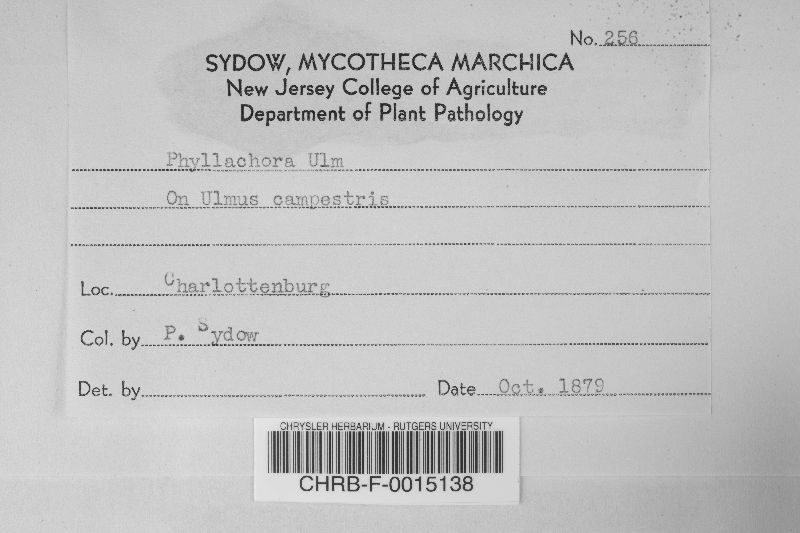 No. 256
SYDOW, MYCOTHECA MARCHICA
New Jersey College of Agriculture
Department of Plant Pathology
Phyllachora Ulm
On Ulmus campestris
Loc. Charlottenburg
Col. by P. Sydow
Det. by
Date Oct. 1879
CHRYSLER HERBARIUM - RUTGERS UNIVERSITY
CHRB-F-0015138